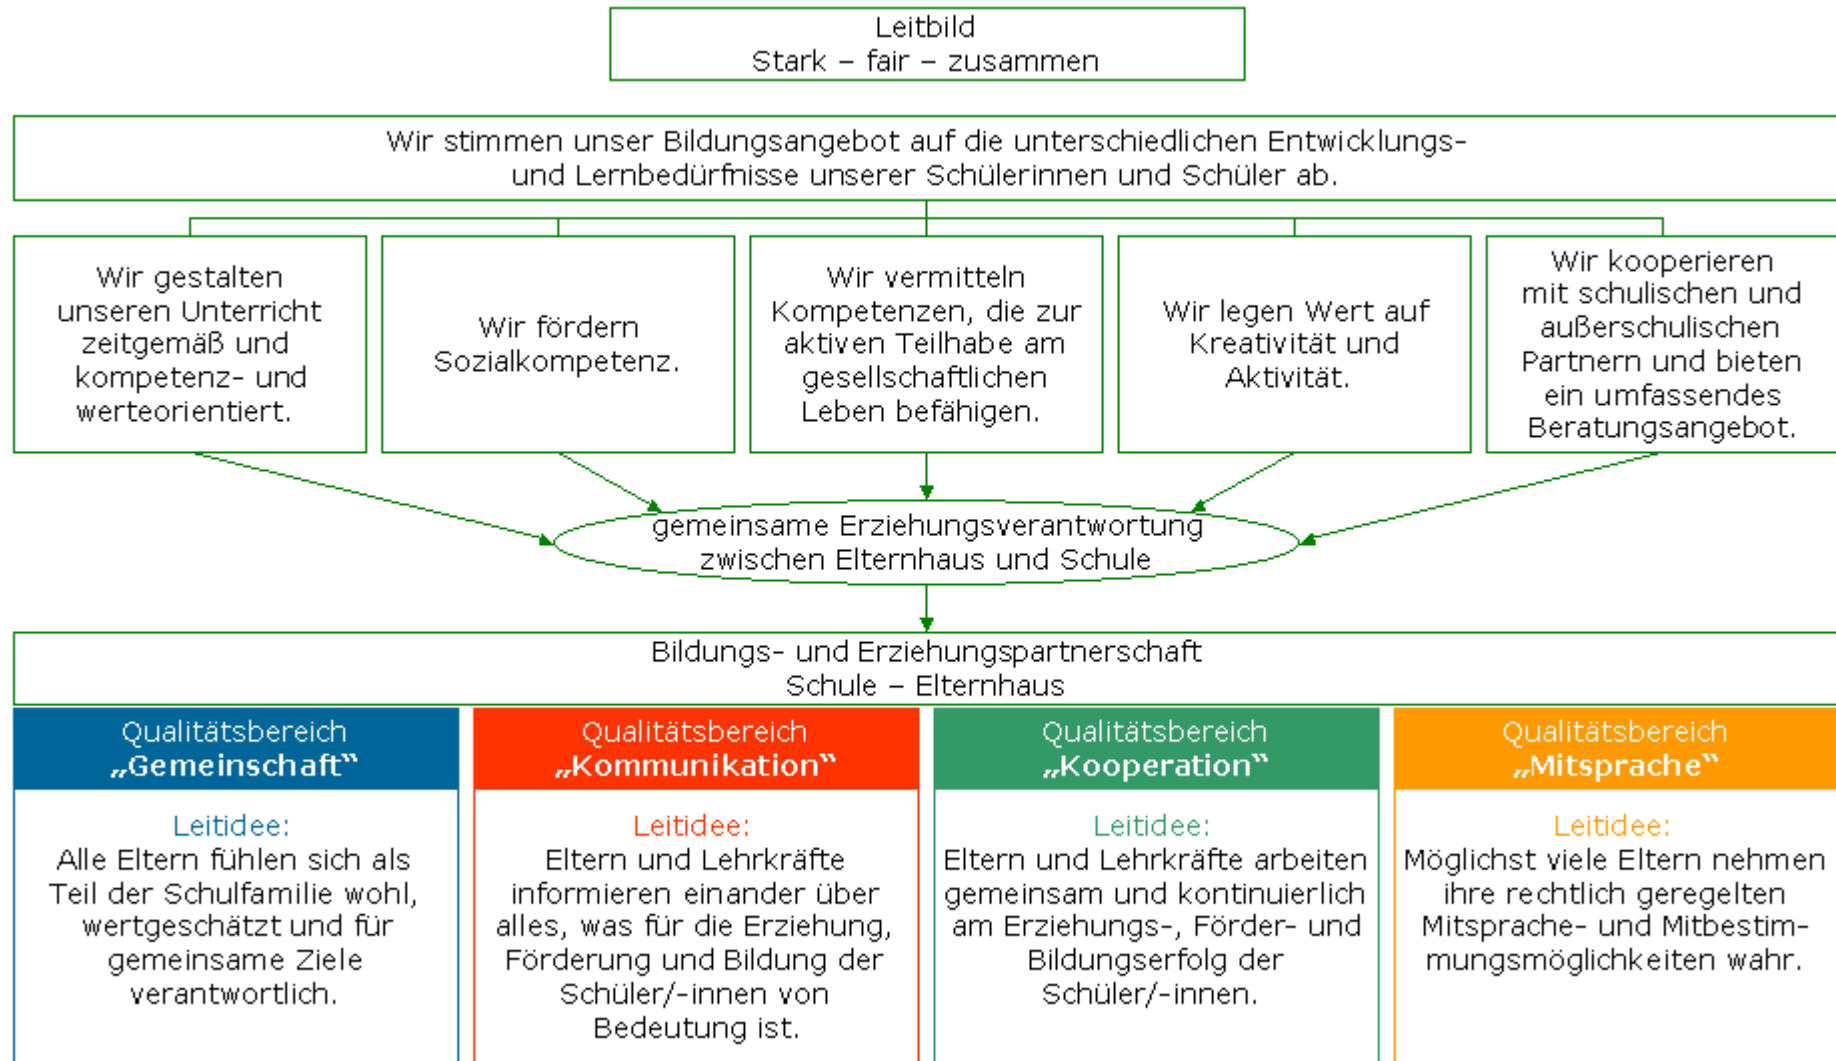 Leitbild
Stark – fair – zusammen
Wir stimmen unser Bildungsangebot auf die unterschiedlichen Entwicklungs-
und Lernbedürfnisse unserer Schülerinnen und Schüler ab.
Wir gestalten
unseren Unterricht
zeitgemäß und
kompetenz- und
werteorientiert.
Wir fördern
Sozialkompetenz.
Wir vermitteln
Kompetenzen, die zur
aktiven Teilhabe am
gesellschaftlichen
Leben befähigen.
Wir legen Wert auf
Kreativität und
Aktivität.
Wir kooperieren
mit schulischen und
außerschulischen
Partnern und bieten
ein umfassendes
Beratungsangebot.
gemeinsame Erziehungsverantwortung
zwischen Elternhaus und Schule
Bildungs- und Erziehungspartnerschaft
Schule – Elternhaus
Qualitätsbereich
„Gemeinschaft“
Leitidee:
Alle Eltern fühlen sich als
Teil der Schulfamilie wohl,
wertgeschätzt und für
gemeinsame Ziele
verantwortlich.
Qualitätsbereich
„Kommunikation“
Leitidee:
Eltern und Lehrkräfte
informieren einander über
alles, was für die Erziehung,
Förderung und Bildung der
Schüler/-innen von
Bedeutung ist.
Qualitätsbereich
„Kooperation“
Leitidee:
Eltern und Lehrkräfte arbeiten
gemeinsam und kontinuierlich
am Erziehungs-, Förder- und
Bildungserfolg der
Schüler/-innen.
Qualitätsbereich
„Mitsprache“
Leitidee:
Möglichst viele Eltern nehmen
ihre rechtlich geregelten
Mitsprache- und Mitbestim-
mungsmöglichkeiten wahr.